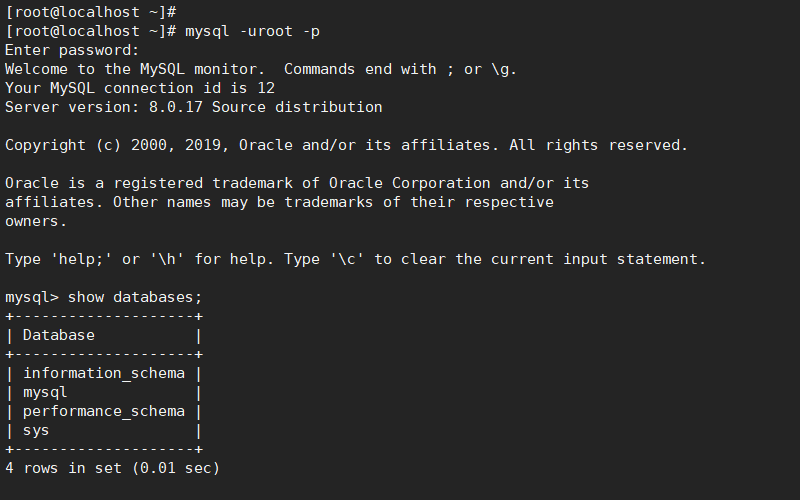 [root@localhost ~]#
[root@localhost ~]# mysql -uroot -p
Enter password:
Welcome to the MySQL monitor.  Commands end with ; or \g.
Your MySQL connection id is 12
Server version: 8.0.17 Source distribution
Copyright (c) 2000, 2019, Oracle and/or its affiliates. All rights reserved.
Oracle is a registered trademark of Oracle Corporation and/or its
affiliates. Other names may be trademarks of their respective
owners.
Type 'help;' or '\h' for help. Type '\c' to clear the current input statement.
mysql> show databases;
+--------------------+
| Database           |
+--------------------+
| information_schema |
| mysql              |
| performance_schema |
| sys                |
+--------------------+
4 rows in set (0.01 sec)